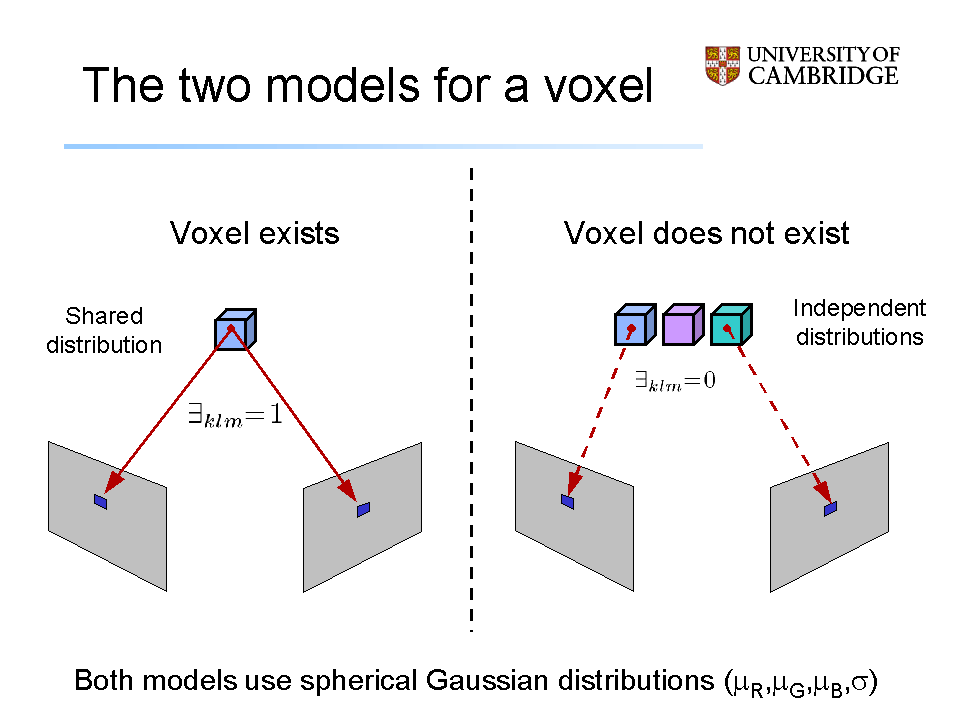 The two models for a voxel
UNIVERSITY OF
CAMBRIDGE
Voxel exists
Voxel does not exist
Shared
distribution
Independent
distributions
∃klm=1
∃klm=0
Both models use spherical Gaussian distributions (μR,μG,μB,σ)